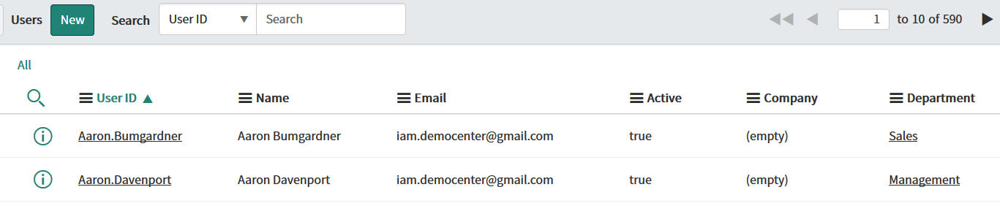 Users New Search User ID Search 1 to 10 of 590
All
User ID Name Email Active Company Department
Aaron.Bumgardner Aaron Bumgardner iam.democenter@gmail.com true (empty) Sales
Aaron.Davenport Aaron Davenport iam.democenter@gmail.com true (empty) Management